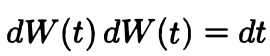 dW(t) dW(t) = dt